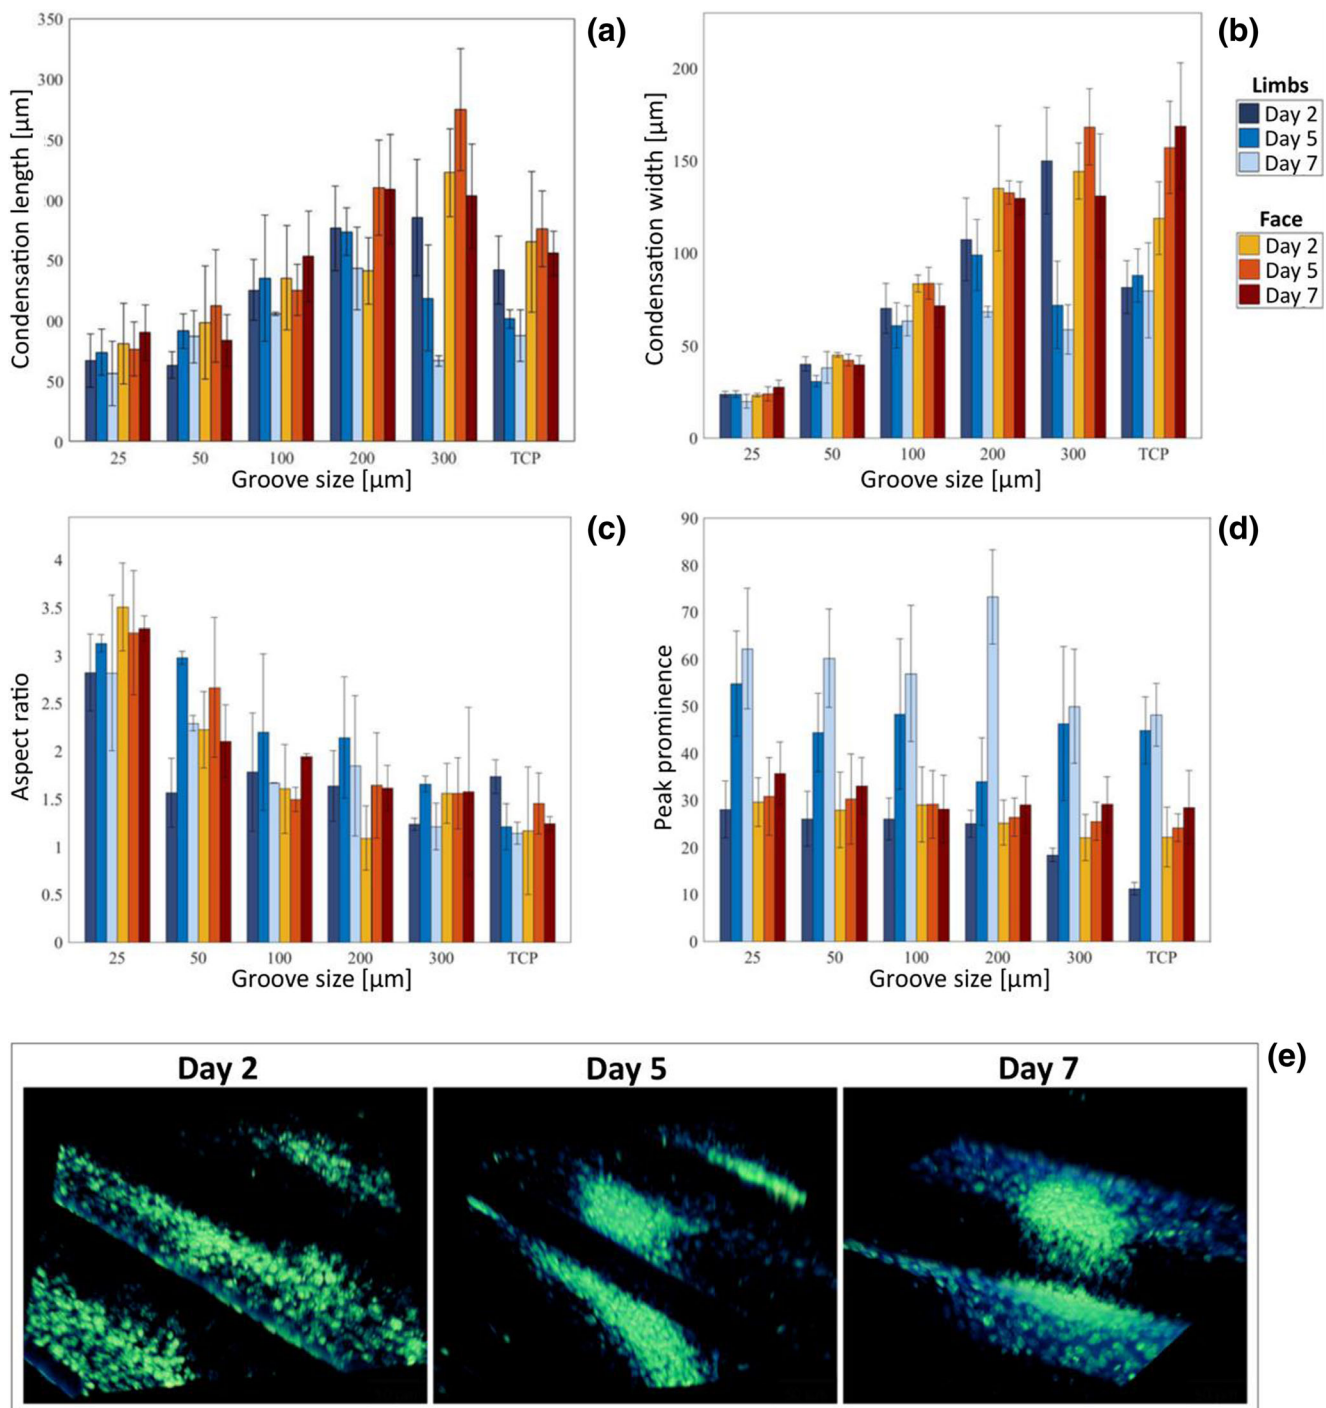 (a)
Condensation length [µm]
350
300
:50
:00
:50
:00
50
0
25 50 100 200 300 TCP
Groove size [µm]
(b)
Condensation width [µm]
200
150
100
50
0
25 50 100 200 300 TCP
Groove size [µm]
Limbs
Day 2
Day 5
Day 7
Face
Day 2
Day 5
Day 7
(c)
Aspect ratio
4
3.5
3
2.5
2
1.5
1
0.5
0
25 50 100 200 300 TCP
Groove size [µm]
(d)
Peak prominence
90
80
70
60
50
40
30
20
10
0
25 50 100 200 300 TCP
Groove size [µm]
(e)
Day 2 Day 5 Day 7